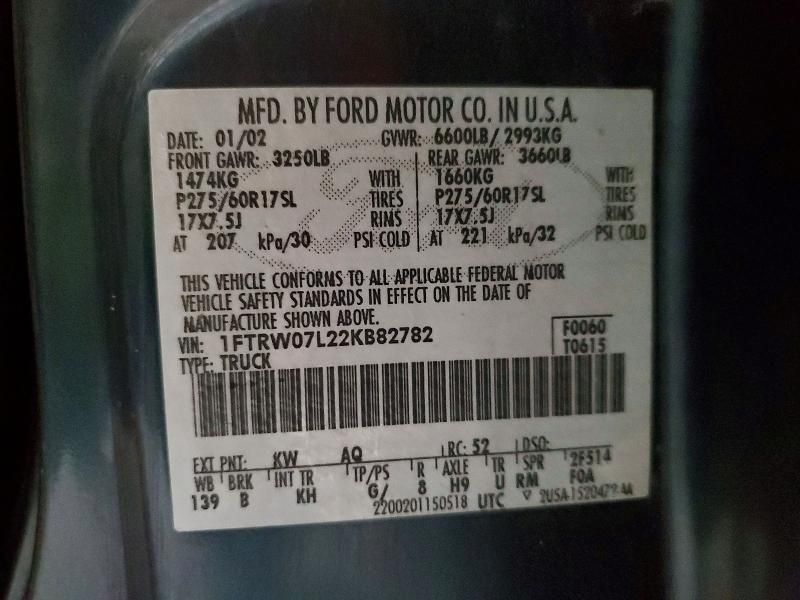 MFD. BY FORD MOTOR CO. IN U.S.A.
DATE: 01/02 GVWR: 6600LB/ 2993KG
FRONT GAWR: 3250LB REAR GAWR: 3660LB
1474KG WITH 1660KG WITH
P275/60R17SL TIRES P275/60R17SL TIRES
17X7.5J RIMS 17X7.5J RIMS
AT 207 kPa/30 PSI COLD AT 221 kPa/32 PSI COLD
THIS VEHICLE CONFORMS TO ALL APPLICABLE FEDERAL MOTOR
VEHICLE SAFETY STANDARDS IN EFFECT ON THE DATE OF
MANUFACTURE SHOWN ABOVE.
VIN: 1FTRW07L22KB82782 F0060
TYPE: TRUCK T0615
EXT PNT: KW AQ RC: 52 DSO:
WB BRK INT TR TP/PS R AXLE TR SPR 2F514
139 B KH G/ 8 H9 U RM FOA
2200201150518 UTC ▽ 2U5A-1520472-AA